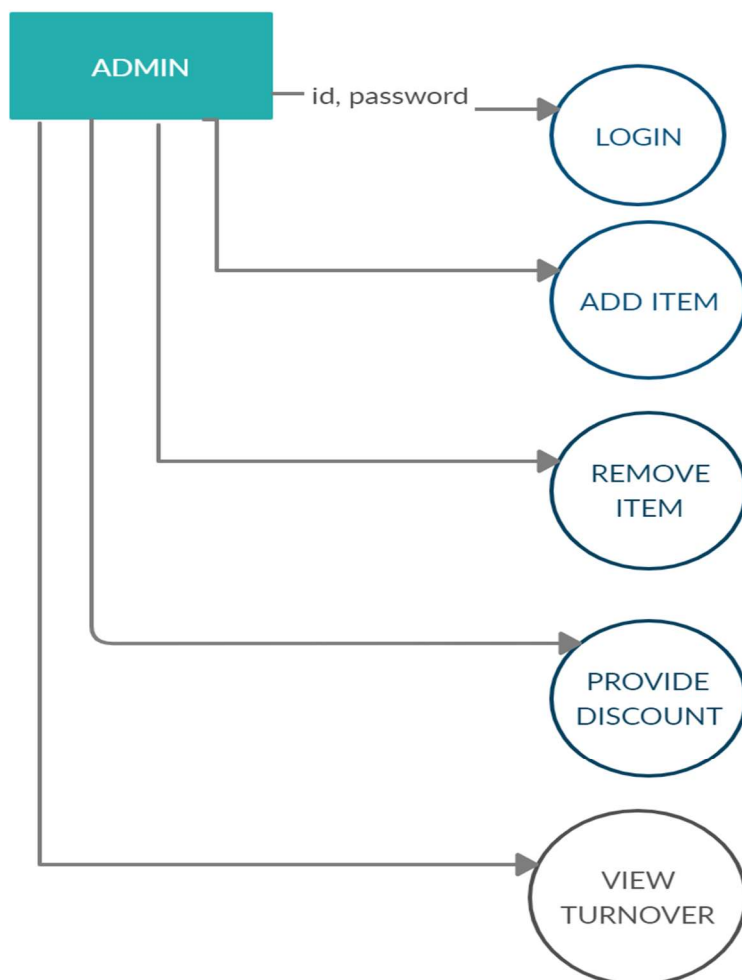 ADMIN
id, password
LOGIN
ADD ITEM
REMOVE
ITEM
PROVIDE
DISCOUNT
VIEW
TURNOVER